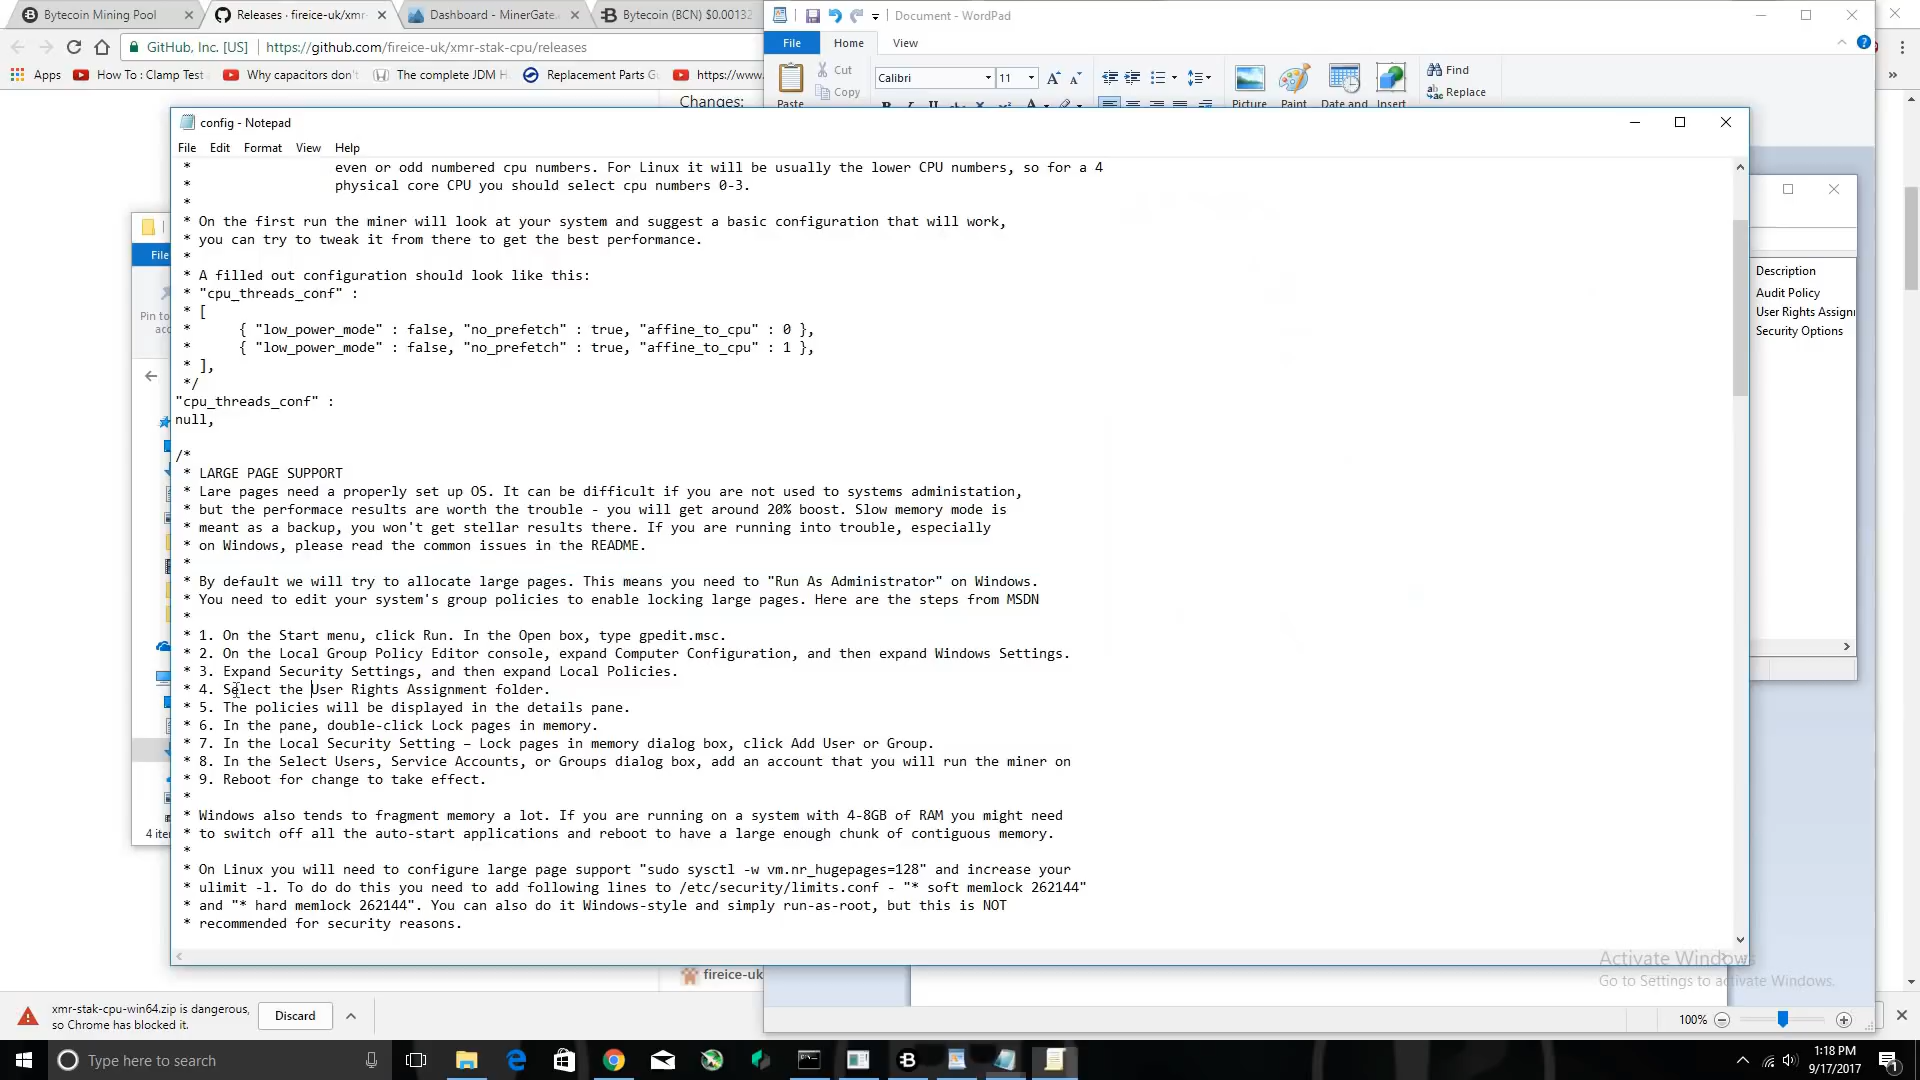 Bytecoin Mining Pool
Releases · fireice-uk/xmr-
Dashboard - MinerGate.
Bytecoin (BCN) $0.00132
Document - WordPad
GitHub, Inc. [US]
https://github.com/fireice-uk/xmr-stak-cpu/releases
File
Home
View
Apps
How To : Clamp Test
Why capacitors don'
The complete JDM H
Replacement Parts Gu
https://www.
Cut
Copy
Paste
Calibri
11
Picture
Paint
Date and
Insert
Find
Replace
Changes:
config - Notepad
File Edit Format View Help
* even or odd numbered cpu numbers. For Linux it will be usually the lower CPU numbers, so for a 4
* physical core CPU you should select cpu numbers 0-3.
*
* On the first run the miner will look at your system and suggest a basic configuration that will work,
* you can try to tweak it from there to get the best performance.
*
* A filled out configuration should look like this:
* "cpu_threads_conf" :
* [
* { "low_power_mode" : false, "no_prefetch" : true, "affine_to_cpu" : 0 },
* { "low_power_mode" : false, "no_prefetch" : true, "affine_to_cpu" : 1 },
* ],
*/
"cpu_threads_conf" :
null,
/*
* LARGE PAGE SUPPORT
* Lare pages need a properly set up OS. It can be difficult if you are not used to systems administation,
* but the performace results are worth the trouble - you will get around 20% boost. Slow memory mode is
* meant as a backup, you won't get stellar results there. If you are running into trouble, especially
* on Windows, please read the common issues in the README.
*
* By default we will try to allocate large pages. This means you need to "Run As Administrator" on Windows.
* You need to edit your system's group policies to enable locking large pages. Here are the steps from MSDN
*
* 1. On the Start menu, click Run. In the Open box, type gpedit.msc.
* 2. On the Local Group Policy Editor console, expand Computer Configuration, and then expand Windows Settings.
* 3. Expand Security Settings, and then expand Local Policies.
* 4. Select the User Rights Assignment folder.
* 5. The policies will be displayed in the details pane.
* 6. In the pane, double-click Lock pages in memory.
* 7. In the Local Security Setting – Lock pages in memory dialog box, click Add User or Group.
* 8. In the Select Users, Service Accounts, or Groups dialog box, add an account that you will run the miner on
* 9. Reboot for change to take effect.
*
* Windows also tends to fragment memory a lot. If you are running on a system with 4-8GB of RAM you might need
* to switch off all the auto-start applications and reboot to have a large enough chunk of contiguous memory.
*
* On Linux you will need to configure large page support "sudo sysctl -w vm.nr_hugepages=128" and increase your
* ulimit -l. To do do this you need to add following lines to /etc/security/limits.conf - "* soft memlock 262144"
* and "* hard memlock 262144". You can also do it Windows-style and simply run-as-root, but this is NOT
* recommended for security reasons.
File
Pin to
acc
4 iter
Description
Audit Policy
User Rights Assignm
Security Options
Activate Windows
Go to Settings to activate Windows.
fireice-uk
xmr-stak-cpu-win64.zip is dangerous,
so Chrome has blocked it.
Discard
100%
Type here to search
1:18 PM
9/17/2017
1